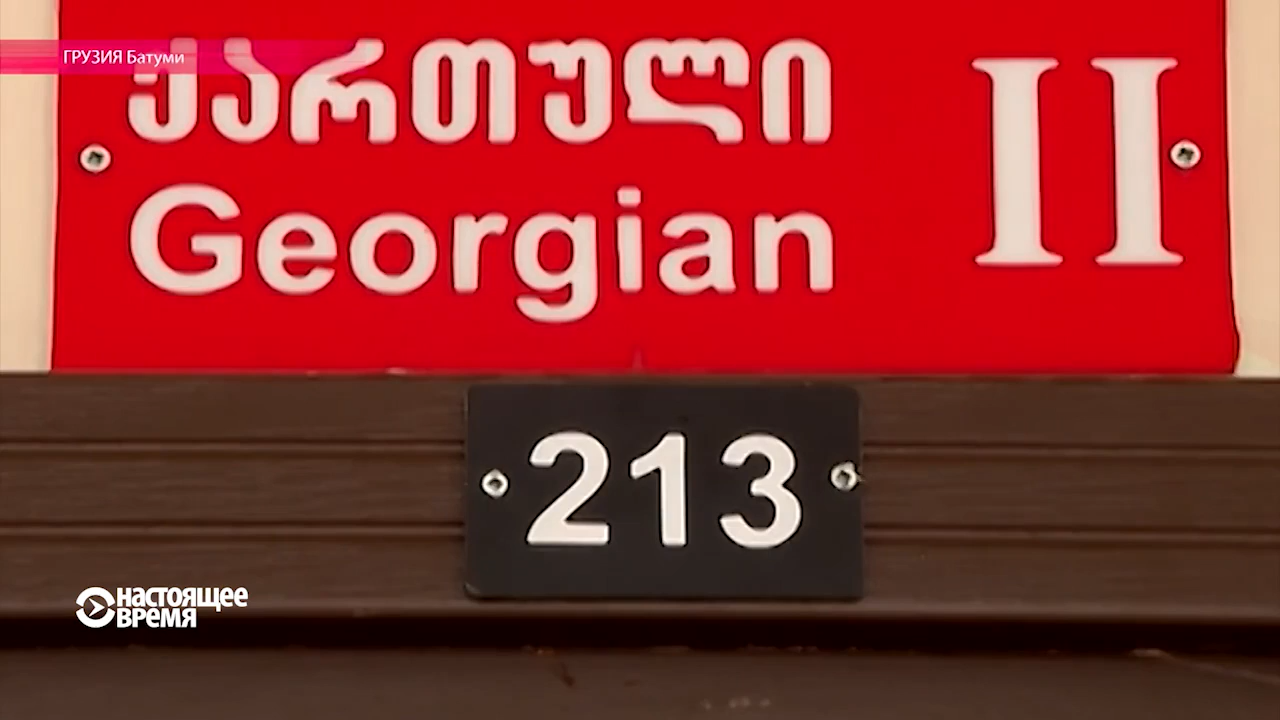 ГРУЗИЯ Батуми
ქართული
Georgian
II
213
НАСТОЯЩЕЕ
ВРЕМЯ